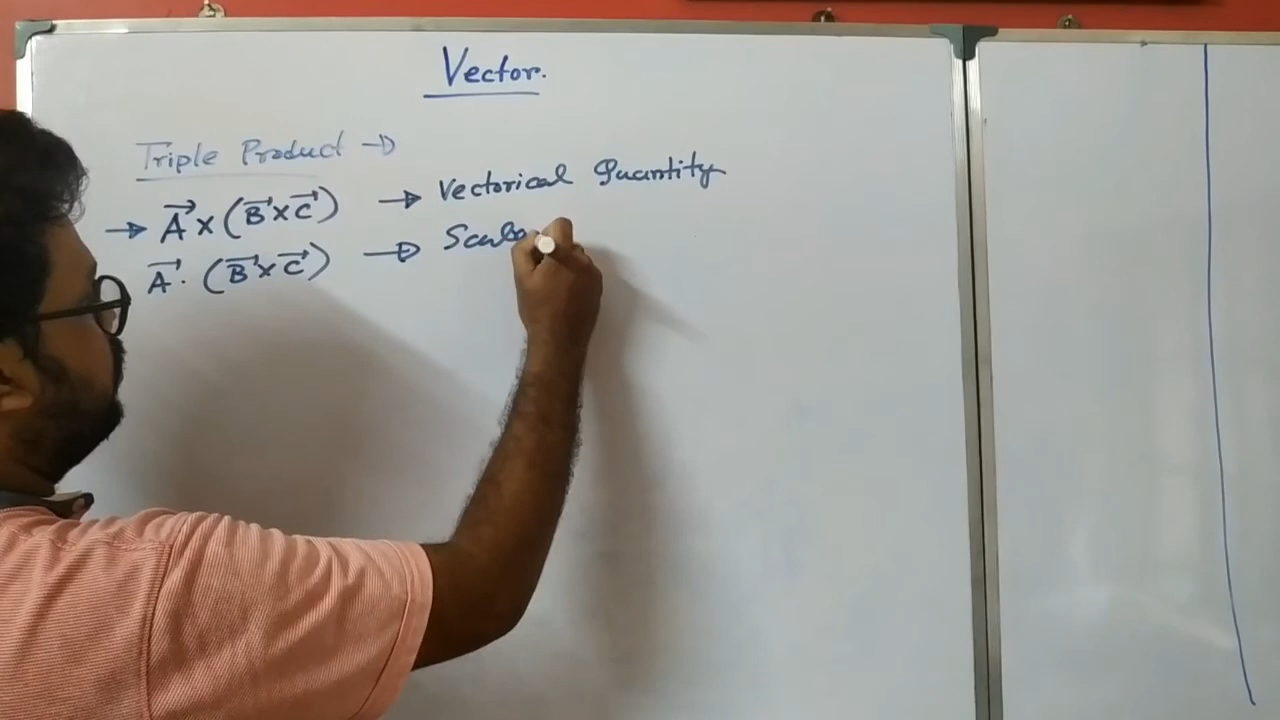 Vector.
Triple Product →
→ A⃗ × (B⃗ × C⃗) → Vectorical Quantity
A⃗ . (B⃗ × C⃗) → Scala